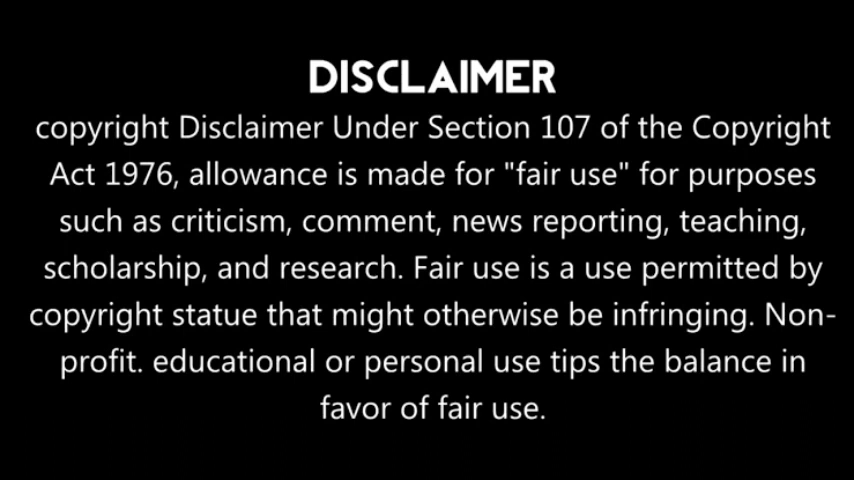 DISCLAIMER
copyright Disclaimer Under Section 107 of the Copyright
Act 1976, allowance is made for "fair use" for purposes
such as criticism, comment, news reporting, teaching,
scholarship, and research. Fair use is a use permitted by
copyright statue that might otherwise be infringing. Non-
profit. educational or personal use tips the balance in
favor of fair use.